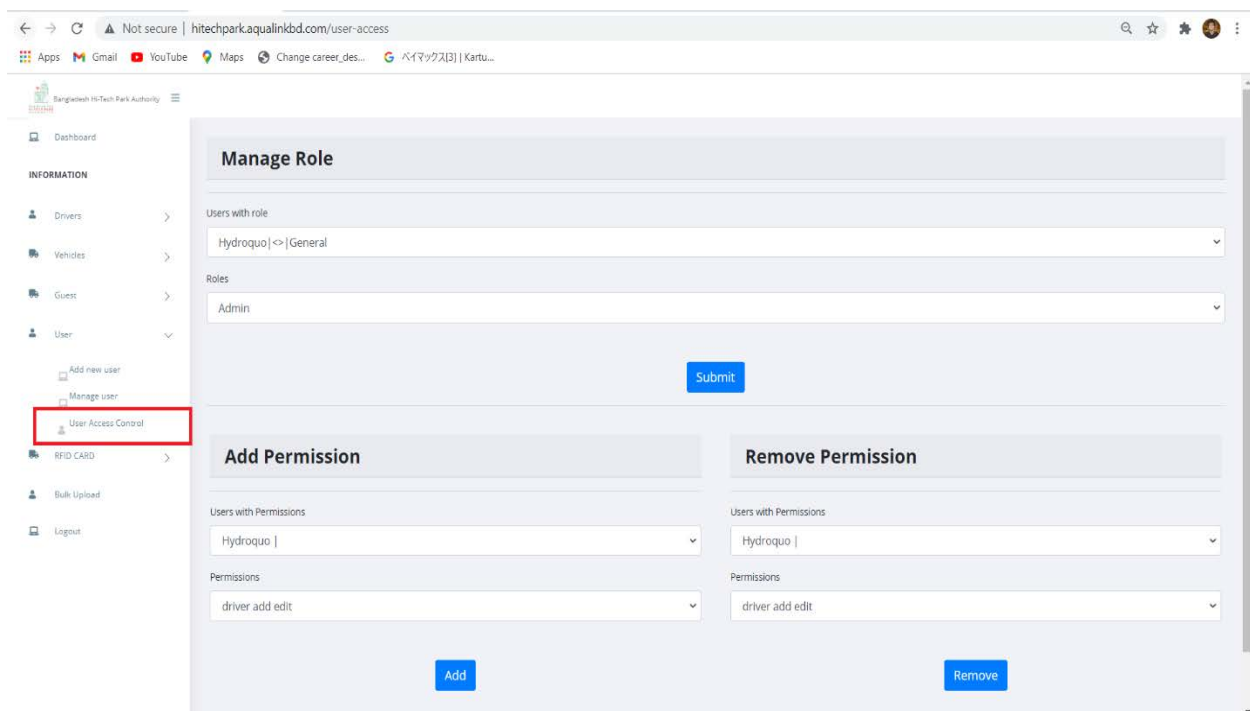 Not secure | hitechpark.aqualinkbd.com/user-access
Apps Gmail YouTube Maps Change career_des... ベイマックス[3] | Kartu...
Bangladesh Hi-Tech Park Authority
Dashboard
INFORMATION
Drivers
Vehicles
Guest
User
Add new user
Manage user
User Access Control
RFID CARD
Bulk Upload
Logout
Manage Role
Users with role
Hydroquo|<>|General
Roles
Admin
Submit
Add Permission
Users with Permissions
Hydroquo |
Permissions
driver add edit
Add
Remove Permission
Users with Permissions
Hydroquo |
Permissions
driver add edit
Remove